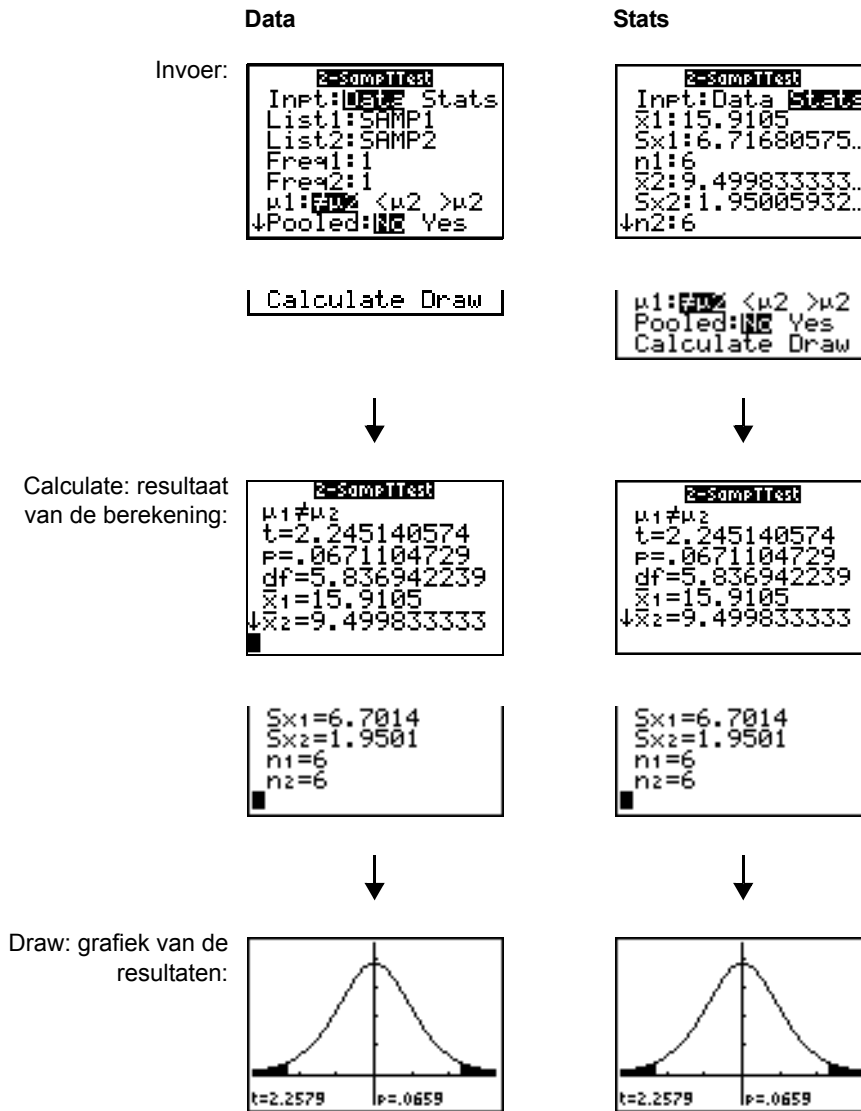 Data
Stats
Invoer:
2-SampTTest
Inpt:Data Stats
List1:SAMP1
List2:SAMP2
Freq1:1
Freq2:1
μ1:≠μ2 <μ2 >μ2
↓Pooled:No Yes
Calculate Draw
2-SampTTest
Inpt:Data Stats
x̄1:15.9105
Sx1:6.71680575…
n1:6
x̄2:9.499833333…
Sx2:1.95005932…
↓n2:6
μ1:≠μ2 <μ2 >μ2
Pooled:No Yes
Calculate Draw
Calculate: resultaat
van de berekening:
2-SampTTest
μ1≠μ2
t=2.245140574
p=.0671104729
df=5.836942239
x̄1=15.9105
↓x̄2=9.499833333
Sx1=6.7014
Sx2=1.9501
n1=6
n2=6
2-SampTTest
μ1≠μ2
t=2.245140574
p=.0671104729
df=5.836942239
x̄1=15.9105
↓x̄2=9.499833333
Sx1=6.7014
Sx2=1.9501
n1=6
n2=6
Draw: grafiek van de
resultaten:
t=2.2579 p=.0659
t=2.2579 p=.0659